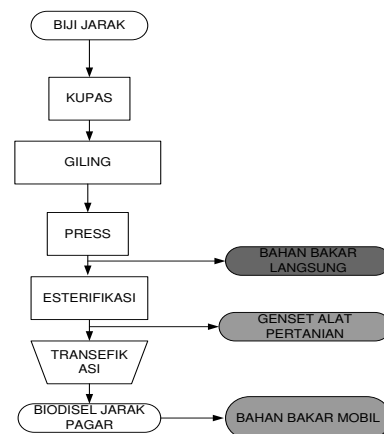 BIJI JARAK
KUPAS
GILING
PRESS
BAHAN BAKAR
LANGSUNG
ESTERIFIKASI
GENSET ALAT
PERTANIAN
TRANSEFIK
ASI
BIODISEL JARAK
PAGAR
BAHAN BAKAR MOBIL